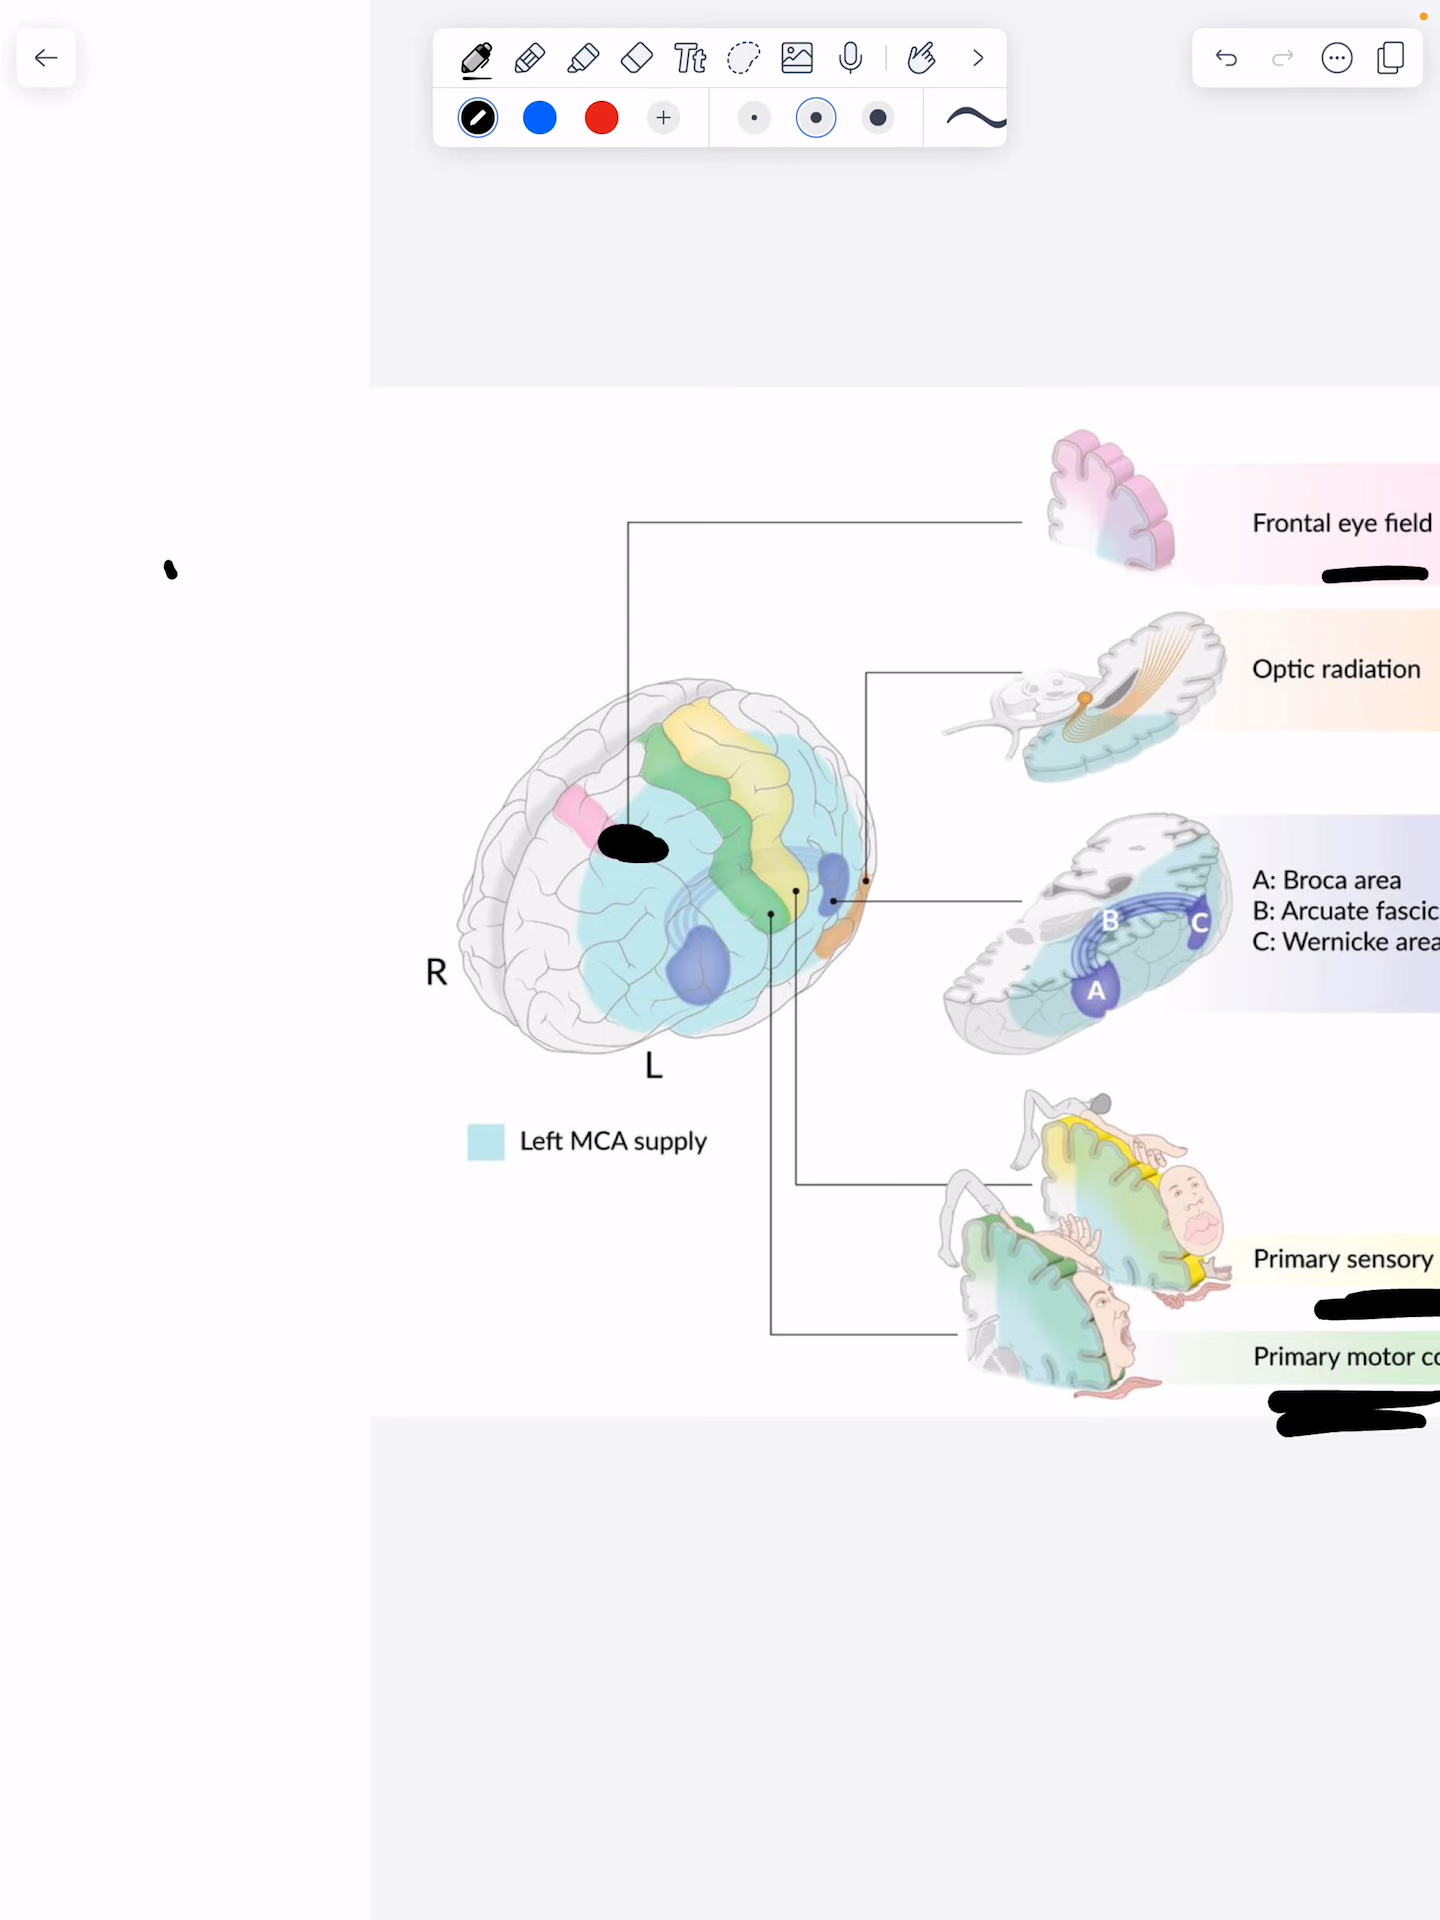 Tt
Frontal eye field
Optic radiation
A: Broca area
B: Arcuate fascic
C: Wernicke area
B
C
A
R
L
Left MCA supply
Primary sensory
Primary motor co